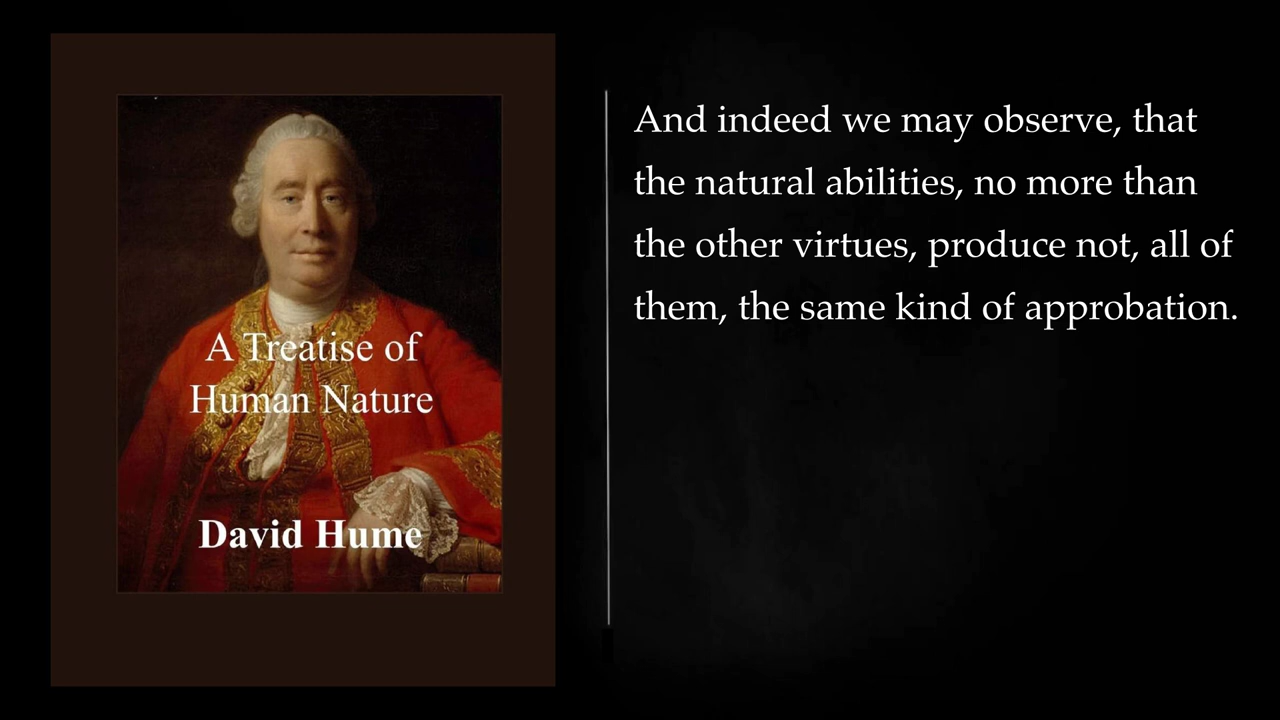 A Treatise of
Human Nature
David Hume
And indeed we may observe, that
the natural abilities, no more than
the other virtues, produce not, all of
them, the same kind of approbation.